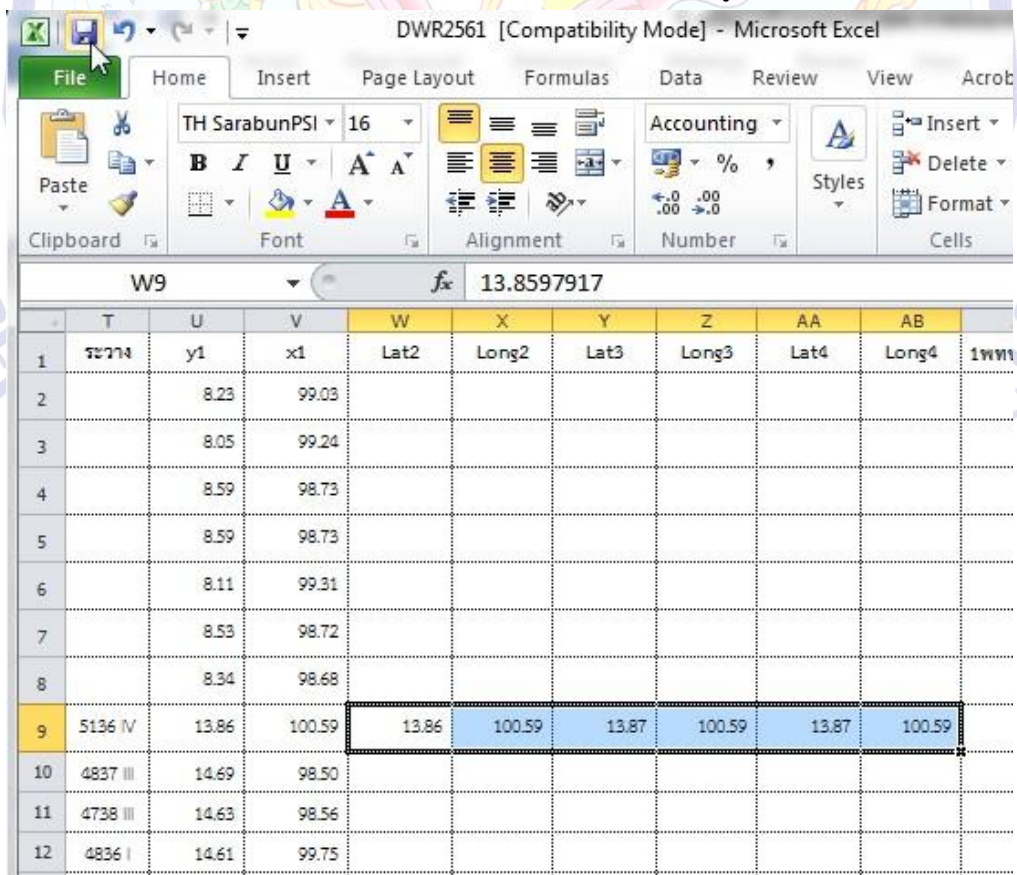 DWR2561 [Compatibility Mode] - Microsoft Excel
File Home Insert Page Layout Formulas Data Review View Acrob
TH SarabunPSI 16 Accounting Insert
B I U A A % , Delete
Paste Styles Format
Clipboard Font Alignment Number Cells
W9 fx 13.8597917
T U V W X Y Z AA AB
1 ระวาง y1 x1 Lat2 Long2 Lat3 Long3 Lat4 Long4
2 8.23 99.03
3 8.05 99.24
4 8.59 98.73
5 8.59 98.73
6 8.11 99.31
7 8.53 98.72
8 8.34 98.68
9 5136 IV 13.86 100.59 13.86 100.59 13.87 100.59 13.87 100.59
10 4837 III 14.69 98.50
11 4738 III 14.63 98.56
12 4836 I 14.61 99.75